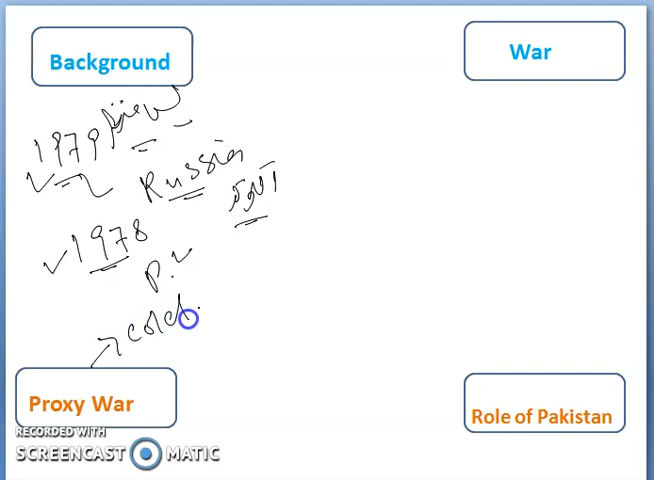 Background
War
1979
Russia
1978
P.
cold
Proxy War
Role of Pakistan
RECORDED WITH
SCREENCAST MATIC